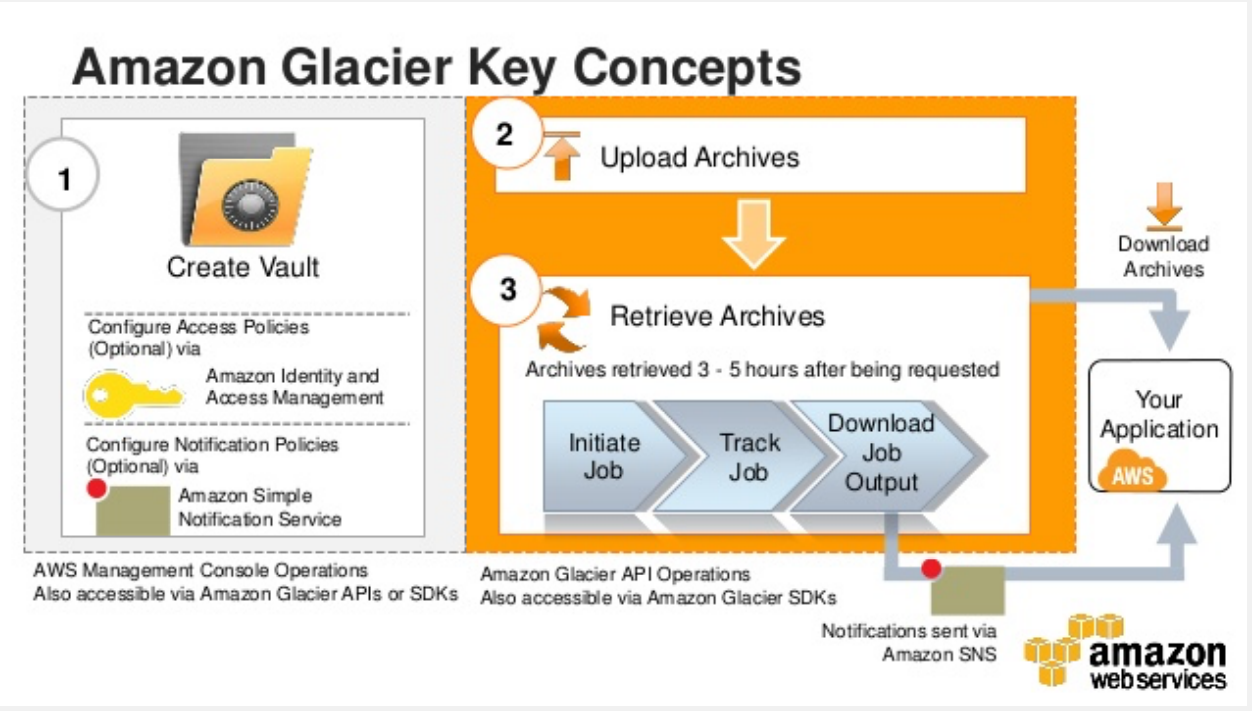 Amazon Glacier Key Concepts
1
Create Vault
Configure Access Policies
(Optional) via
Amazon Identity and
Access Management
Configure Notification Policies
(Optional) via
Amazon Simple
Notification Service
AWS Management Console Operations
Also accessible via Amazon Glacier APIs or SDKs
2
Upload Archives
3
Retrieve Archives
Archives retrieved 3 - 5 hours after being requested
Initiate
Job
Track
Job
Download
Job
Output
Amazon Glacier API Operations
Also accessible via Amazon Glacier SDKs
Download
Archives
Your
Application
AWS
Notifications sent via
Amazon SNS
amazon
webservices